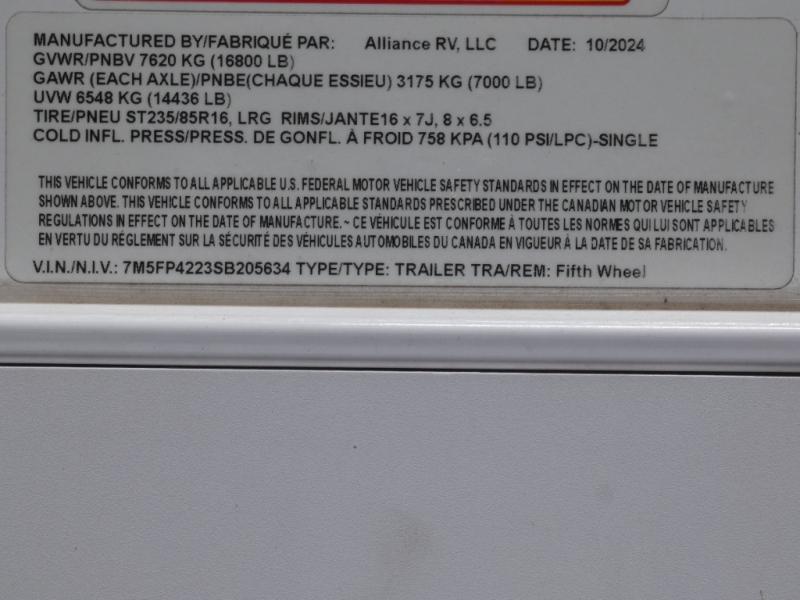 MANUFACTURED BY/FABRIQUÉ PAR: Alliance RV, LLC DATE: 10/2024
GVWR/PNBV 7620 KG (16800 LB)
GAWR (EACH AXLE)/PNBE(CHAQUE ESSIEU) 3175 KG (7000 LB)
UVW 6548 KG (14436 LB)
TIRE/PNEU ST235/85R16, LRG RIMS/JANTE16 x 7J, 8 x 6.5
COLD INFL. PRESS/PRESS. DE GONFL. À FROID 758 KPA (110 PSI/LPC)-SINGLE
THIS VEHICLE CONFORMS TO ALL APPLICABLE U.S. FEDERAL MOTOR VEHICLE SAFETY STANDARDS IN EFFECT ON THE DATE OF MANUFACTURE
SHOWN ABOVE. THIS VEHICLE CONFORMS TO ALL APPLICABLE STANDARDS PRESCRIBED UNDER THE CANADIAN MOTOR VEHICLE SAFETY
REGULATIONS IN EFFECT ON THE DATE OF MANUFACTURE. ~ CE VÉHICULE EST CONFORME À TOUTES LES NORMES QUI LUI SONT APPLICABLES
EN VERTU DU RÉGLEMENT SUR LA SÉCURITÉ DES VÉHICULES AUTOMOBILES DU CANADA EN VIGUEUR À LA DATE DE SA FABRICATION.
V.I.N./N.I.V.: 7M5FP4223SB205634 TYPE/TYPE: TRAILER TRA/REM: Fifth Wheel